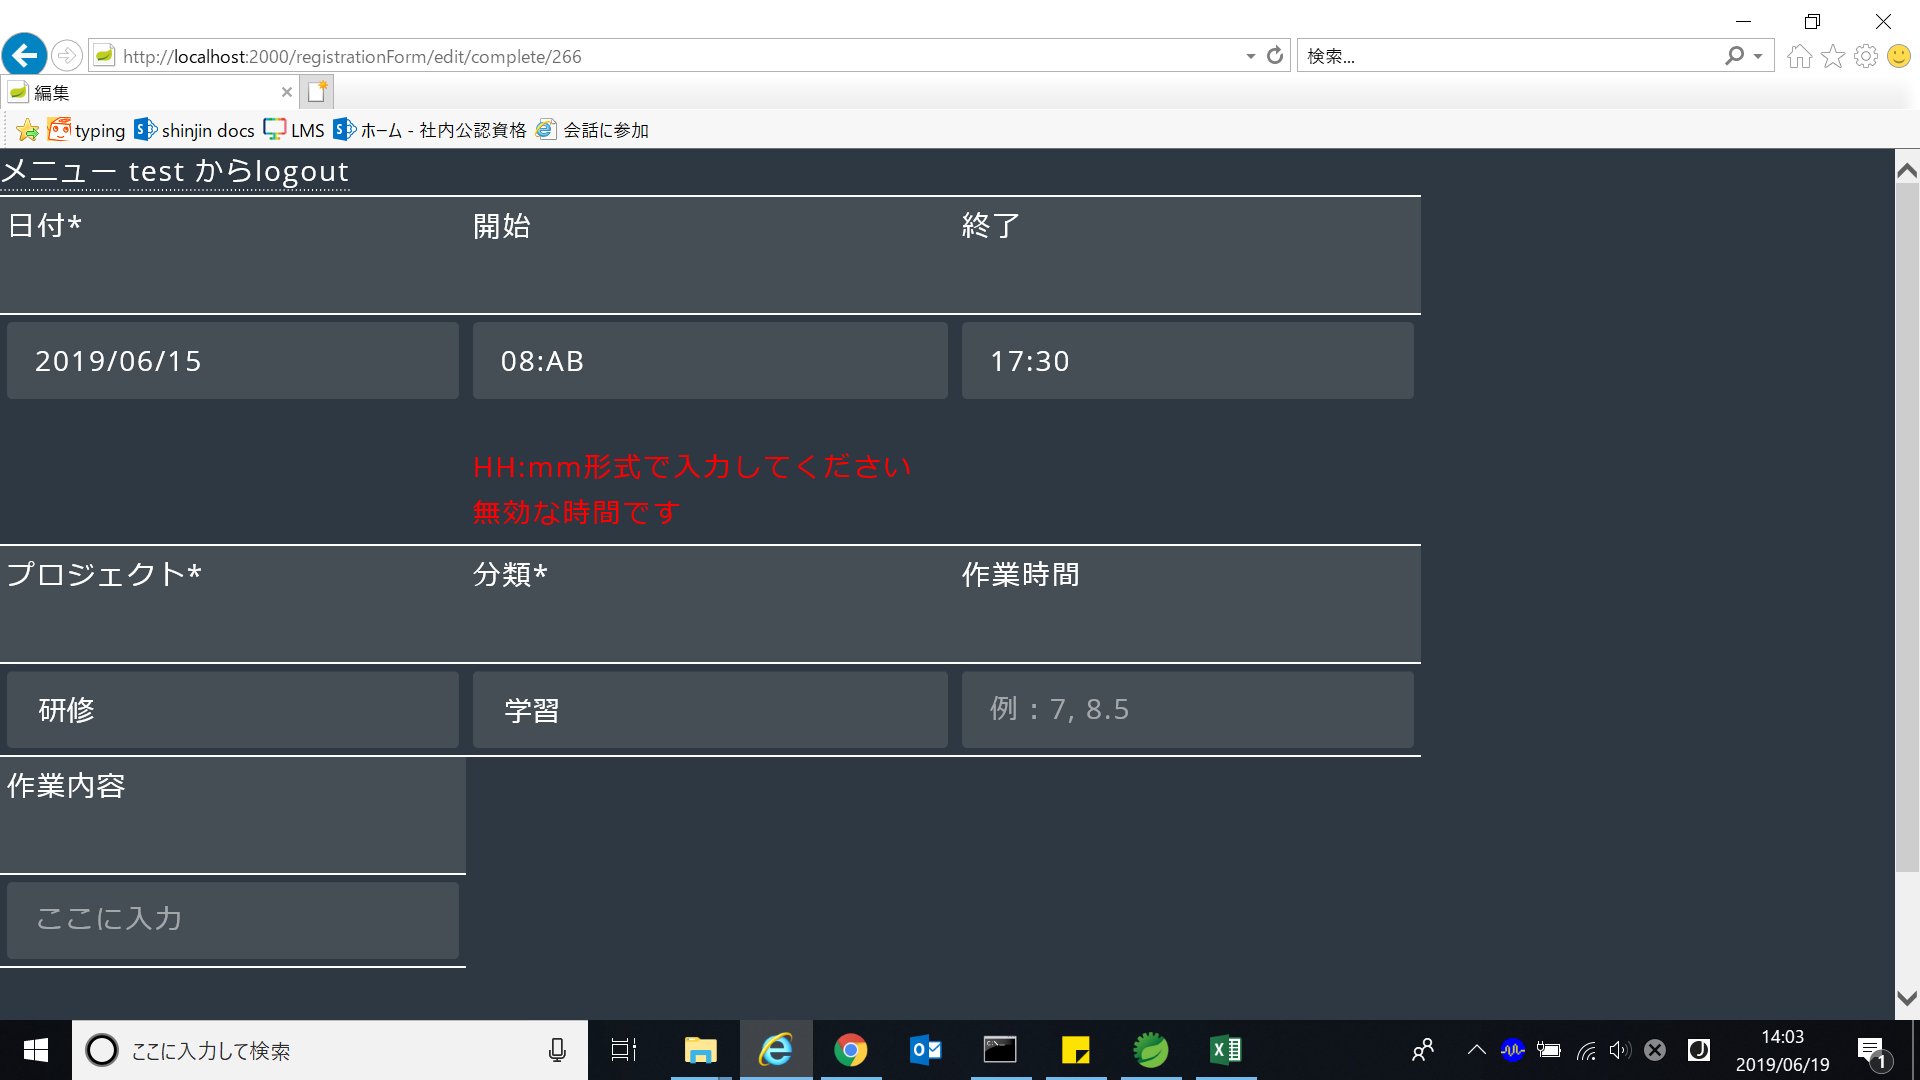 http://localhost:2000/registrationForm/edit/complete/266
検索...
編集
typing shinjin docs LMS ホーム - 社内公認資格 会話に参加
メニュー test からlogout
日付* 開始 終了
2019/06/15 08:AB 17:30
HH:mm形式で入力してください
無効な時間です
プロジェクト* 分類* 作業時間
研修 学習 例：7, 8.5
作業内容
ここに入力
ここに入力して検索
14:03
2019/06/19
1